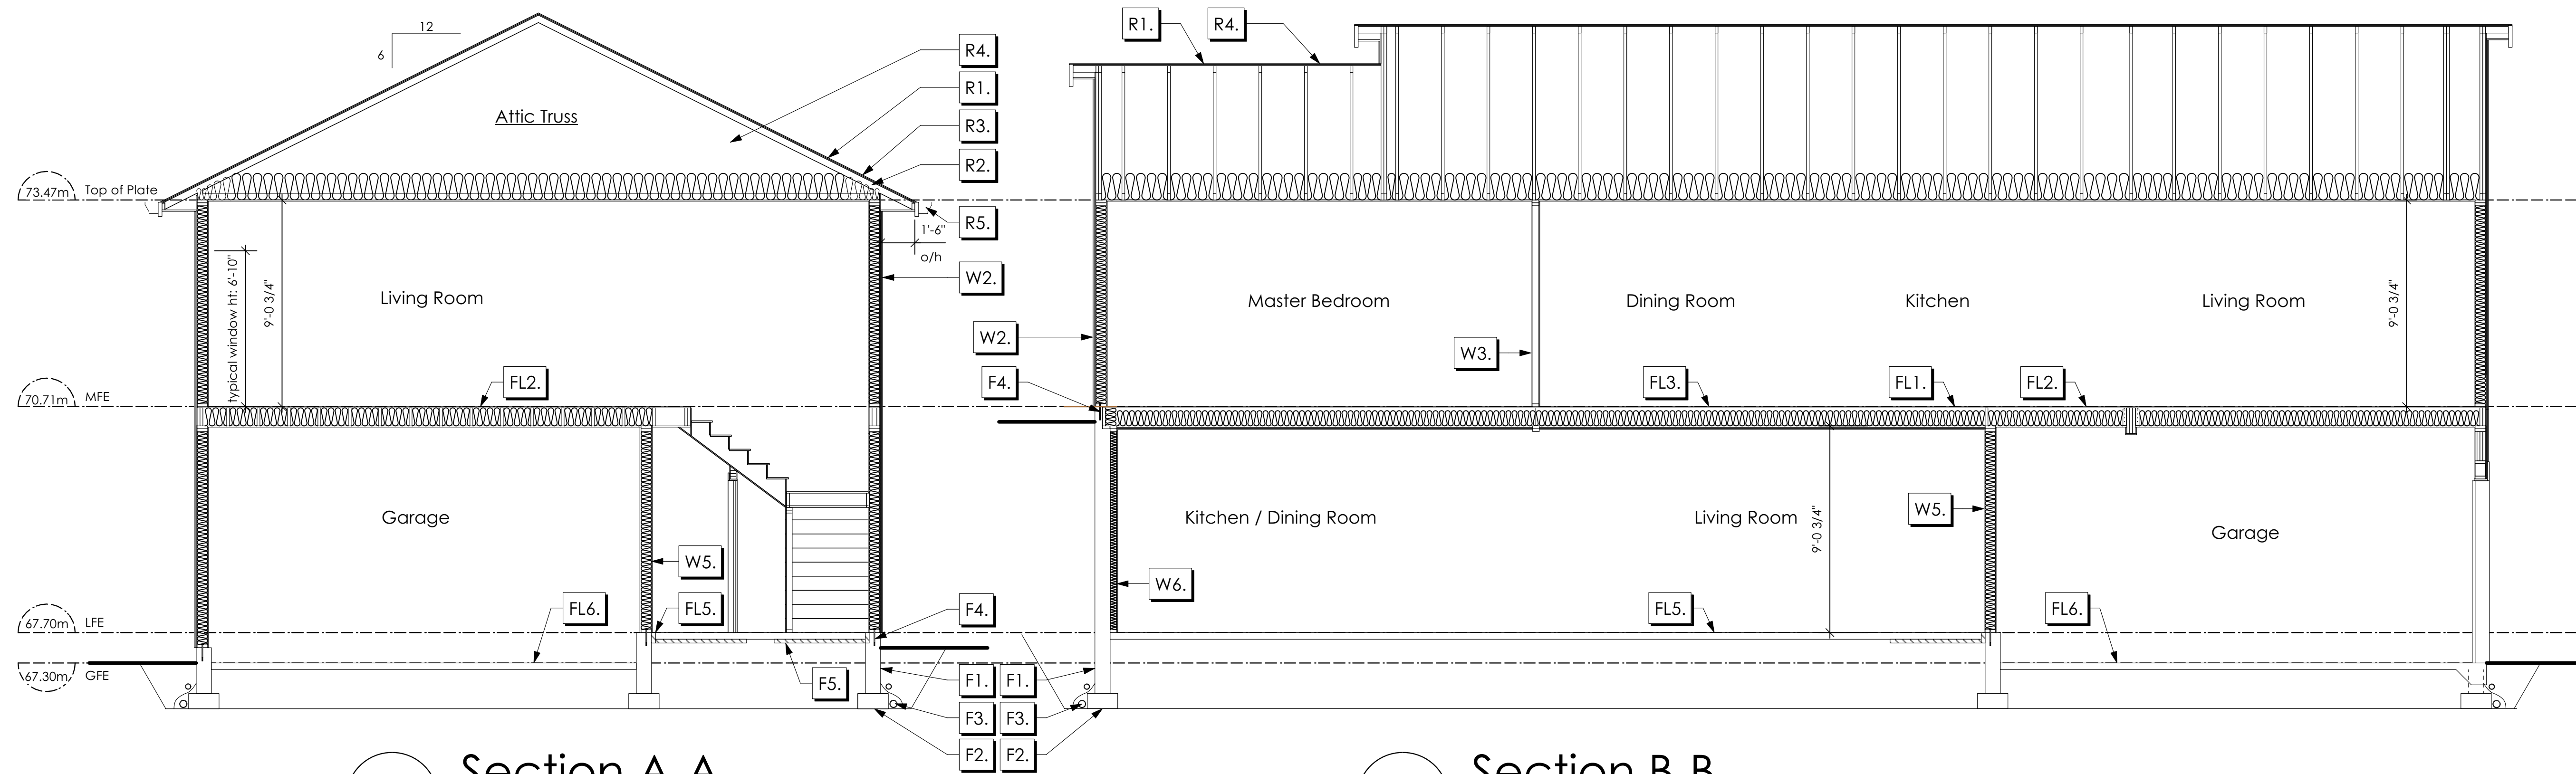 12
6
R4.
R1.
R3.
R2.
R5.
Attic Truss
73.47m Top of Plate
1'-6"
o/h
typical window ht: 6'-10"
9'-0 3/4"
Living Room
W2.
FL2.
70.71m MFE
Garage
W5.
FL6.
FL5.
67.70m LFE
67.30m GFE
F4.
F5.
F1.
F3.
F2.
Section A-A
R1.
R4.
W2.
F4.
Master Bedroom
W3.
Dining Room
Kitchen
Living Room
9'-0 3/4"
FL3.
FL1.
FL2.
Kitchen / Dining Room
Living Room
9'-0 3/4"
W5.
Garage
W6.
FL5.
FL6.
F1.
F3.
F2.
Section B-B